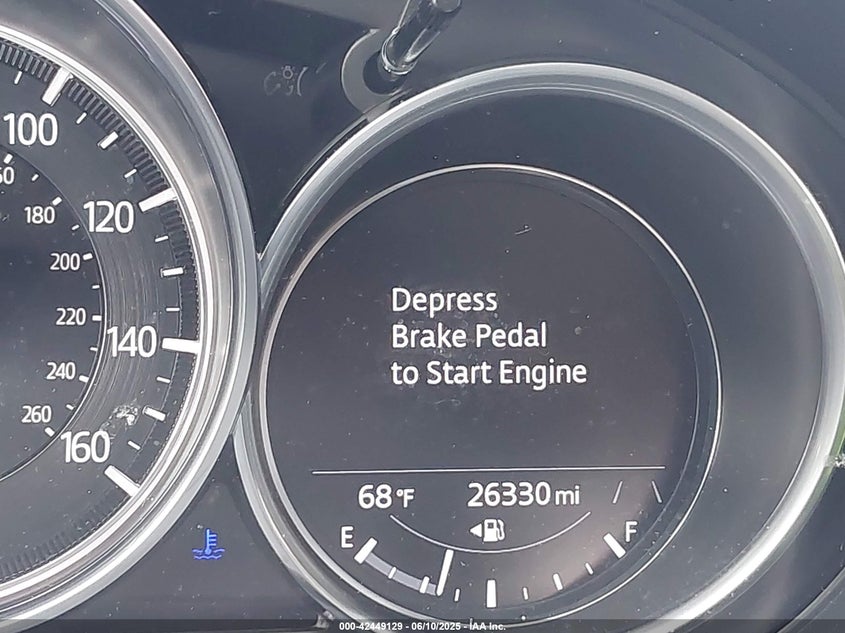 100
120
140
160
180
200
220
240
260
Depress
Brake Pedal
to Start Engine
68°F
26330 mi
E
F
000-42449129 - 06/10/2025 - IAA Inc.